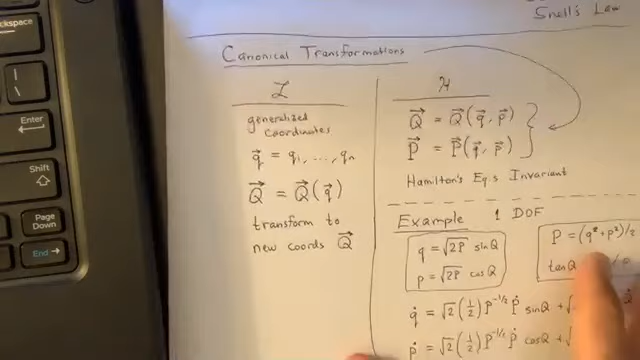 Snell's Law
Canonical Transformations
ℒ
generalized
coordinates
q⃗ = q₁, ..., qₙ
Q⃗ = Q⃗(q⃗)
transform to
new coords Q⃗
ℋ
Q⃗ = Q⃗(q⃗, p⃗)
P⃗ = P⃗(q⃗, p⃗)
Hamilton's Eq.s Invariant
Example 1 DOF
q = √2P sinQ
p = √2P cosQ
P = (q² + p²)/2
tanQ
q̇ = √2 (1/2) P^-1/2 Ṗ sinQ + √
ṗ = √2 (1/2) P^-1/2 Ṗ cosQ + √
Backspace
\
Enter
Shift
Page
Down
End